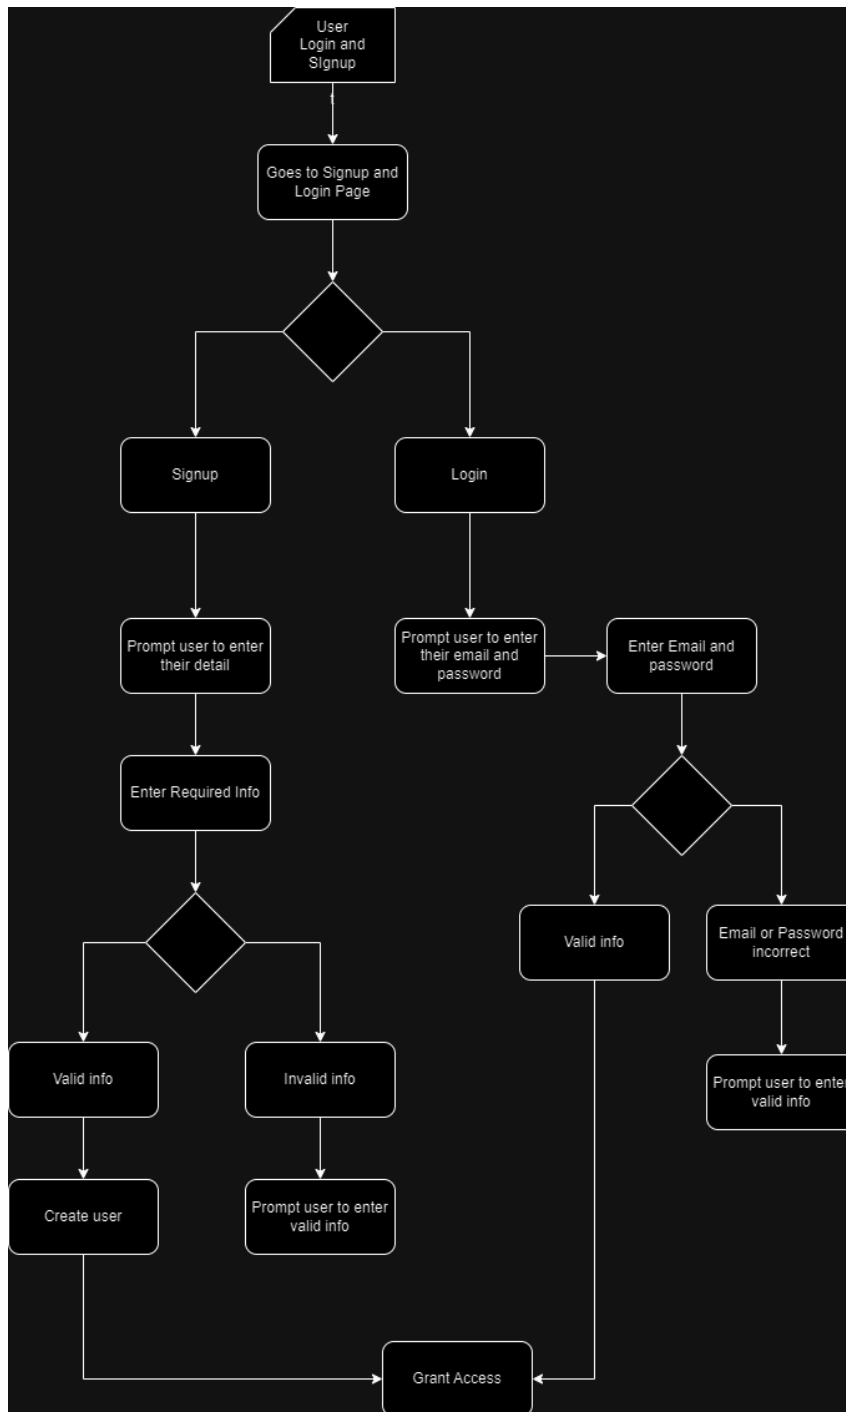 User
Login and
SIgnup
t
Goes to Signup and
Login Page
Signup
Login
Prompt user to enter
their detail
Prompt user to enter
their email and
password
Enter Email and
password
Enter Required Info
Valid info
Email or Password
incorrect
Valid info
Invalid info
Prompt user to enter
valid info
Create user
Prompt user to enter
valid info
Grant Access